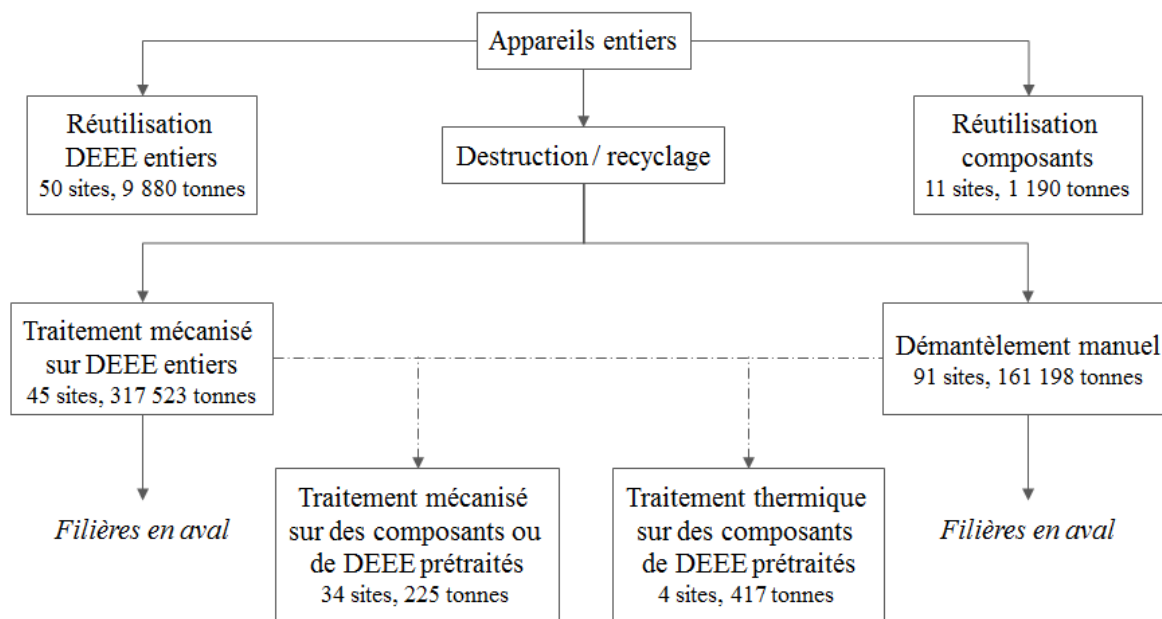 Appareils entiers
Réutilisation
DEEE entiers
50 sites, 9 880 tonnes
Destruction / recyclage
Réutilisation
composants
11 sites, 1 190 tonnes
Traitement mécanisé
sur DEEE entiers
45 sites, 317 523 tonnes
Démantèlement manuel
91 sites, 161 198 tonnes
Filières en aval
Traitement mécanisé
sur des composants ou
de DEEE prétraités
34 sites, 225 tonnes
Traitement thermique
sur des composants
de DEEE prétraités
4 sites, 417 tonnes
Filières en aval